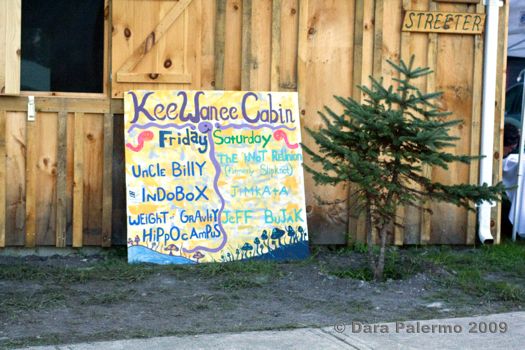 STREETER
KeeWanee Cabin
Friday
UNCLE BiLLY
INDOBOX
WEiGHT - GRAViTY
HiPPOCAMPUS
Saturday
THE KNOT REUNION
(Formerly Slipknot)
JiMKATA
JEFF BUJAK
© Dara Palermo 2009